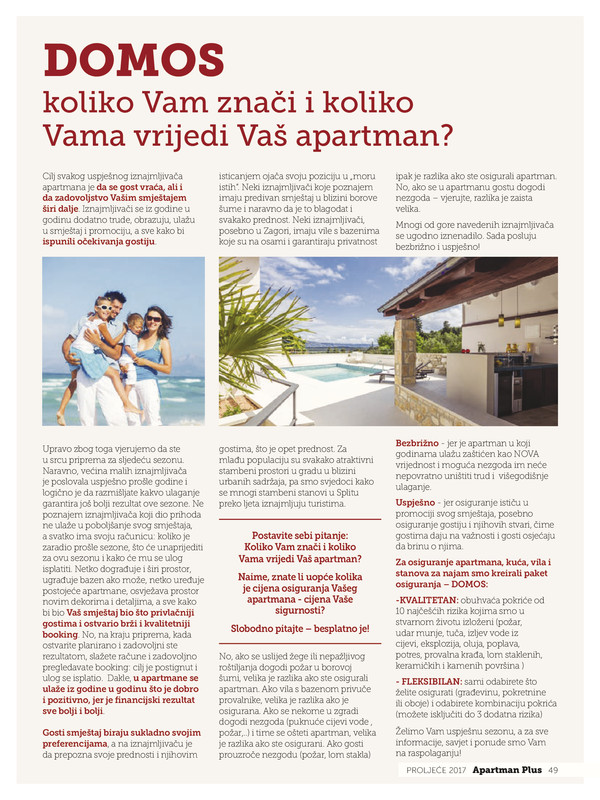 DOMOS
koliko Vam znači i koliko
Vama vrijedi Vaš apartman?
Cilj svakog uspješnog iznajmljivača
apartmana je da se gost vraća, ali i
da zadovoljstvo Vašim smještajem
širi dalje. Iznajmljivači se iz godine u
godinu dodatno trude, obrazuju, ulažu
u smještaj i promociju, a sve kako bi
ispunili očekivanja gostiju.
isticanjem ojača svoju poziciju u „moru
istih“. Neki iznajmljivači koje poznajem
imaju predivan smještaj u blizini borove
šume i naravno da je to blagodat i
svakako prednost. Neki iznajmljivači,
posebno u Zagori, imaju vile s bazenima
koje su na osami i garantiraju privatnost
ipak je razlika ako ste osigurali apartman.
No, ako se u apartmanu gostu dogodi
nezgoda – vjerujte, razlika je zaista
velika.
Mnogi od gore navedenih iznajmljivača
se ugodno iznenadilo. Sada posluju
bezbrižno i uspješno!
Upravo zbog toga vjerujemo da ste
u srcu priprema za sljedeću sezonu.
Naravno, većina malih iznajmljivača
je poslovala uspješno prošle godine i
logično je da razmišljate kakvo ulaganje
garantira još bolji rezultat ove sezone. Ne
poznajem iznajmljivača koji dio prihoda
ne ulaže u poboljšanje svog smještaja,
a svatko ima svoju računicu: koliko je
zaradio prošle sezone, što će unaprijediti
za ovu sezonu i kako će mu se ulog
isplatiti. Netko dograđuje i širi prostor,
ugrađuje bazen ako može, netko uređuje
postojeće apartmane, osvježava prostor
novim dekorima i detaljima, a sve kako
bi bio Vaš smještaj bio što privlačniji
gostima i ostvario brži i kvalitetniji
booking. No, na kraju priprema, kada
ostvarite planirano i zadovoljni ste
rezultatom, slažete račune i zadovoljno
pregledavate booking: cilj je postignut i
ulog se isplatio. Dakle, u apartmane se
ulaže iz godine u godinu što je dobro
i pozitivno, jer je financijski rezultat
sve bolji i bolji.
Gosti smještaj biraju sukladno svojim
preferencijama, a na iznajmljivaču je
da prepozna svoje prednosti i njihovim
gostima, što je opet prednost. Za
mlađu populaciju su svakako atraktivni
stambeni prostori u gradu u blizini
urbanih sadržaja, pa smo svjedoci kako
se mnogi stambeni stanovi u Splitu
preko ljeta iznajmljuju turistima.
Postavite sebi pitanje:
Koliko Vam znači i koliko
Vama vrijedi Vaš apartman?
Naime, znate li uopće kolika
je cijena osiguranja Vašeg
apartmana - cijena Vaše
sigurnosti?
Slobodno pitajte – besplatno je!
No, ako se uslijed žege ili nepažljivog
roštiljanja dogodi požar u borovoj
šumi, velika je razlika ako ste osigurali
apartman. Ako vila s bazenom privuče
provalnike, velika je razlika ako je
osigurana. Ako se nekome u zgradi
dogodi nezgoda (puknuće cijevi vode ,
požar,..) i time se ošteti apartman, velika
je razlika ako ste osigurani. Ako gosti
prouzroče nezgodu (požar, lom stakla)
Bezbrižno - jer je apartman u koji
godinama ulažu zaštićen kao NOVA
vrijednost i moguća nezgoda im neće
nepovratno uništiti trud i višegodišnje
ulaganje.
Uspješno - jer osiguranje ističu u
promociji svog smještaja, posebno
osiguranje gostiju i njihovih stvari, čime
gostima daju na važnosti i gosti osjećaju
da brinu o njima.
Za osiguranje apartmana, kuća, vila i
stanova za najam smo kreirali paket
osiguranja – DOMOS:
-KVALITETAN: obuhvaća pokriće od
10 najčešćih rizika kojima smo u
stvarnom životu izloženi (požar,
udar munje, tuča, izljev vode iz
cijevi, eksplozija, oluja, poplava,
potres, provalna krađa, lom staklenih,
keramičkih i kamenih površina )
- FLEKSIBILAN: sami odabirete što
želite osigurati (građevinu, pokretnine
ili oboje) i odabirete kombinaciju pokrića
(možete isključiti do 3 dodatna rizika)
Želimo Vam uspješnu sezonu, a za sve
informacije, savjet i ponude smo Vam
na raspolaganju!
PROLJEĆE 2017 Apartman Plus 49